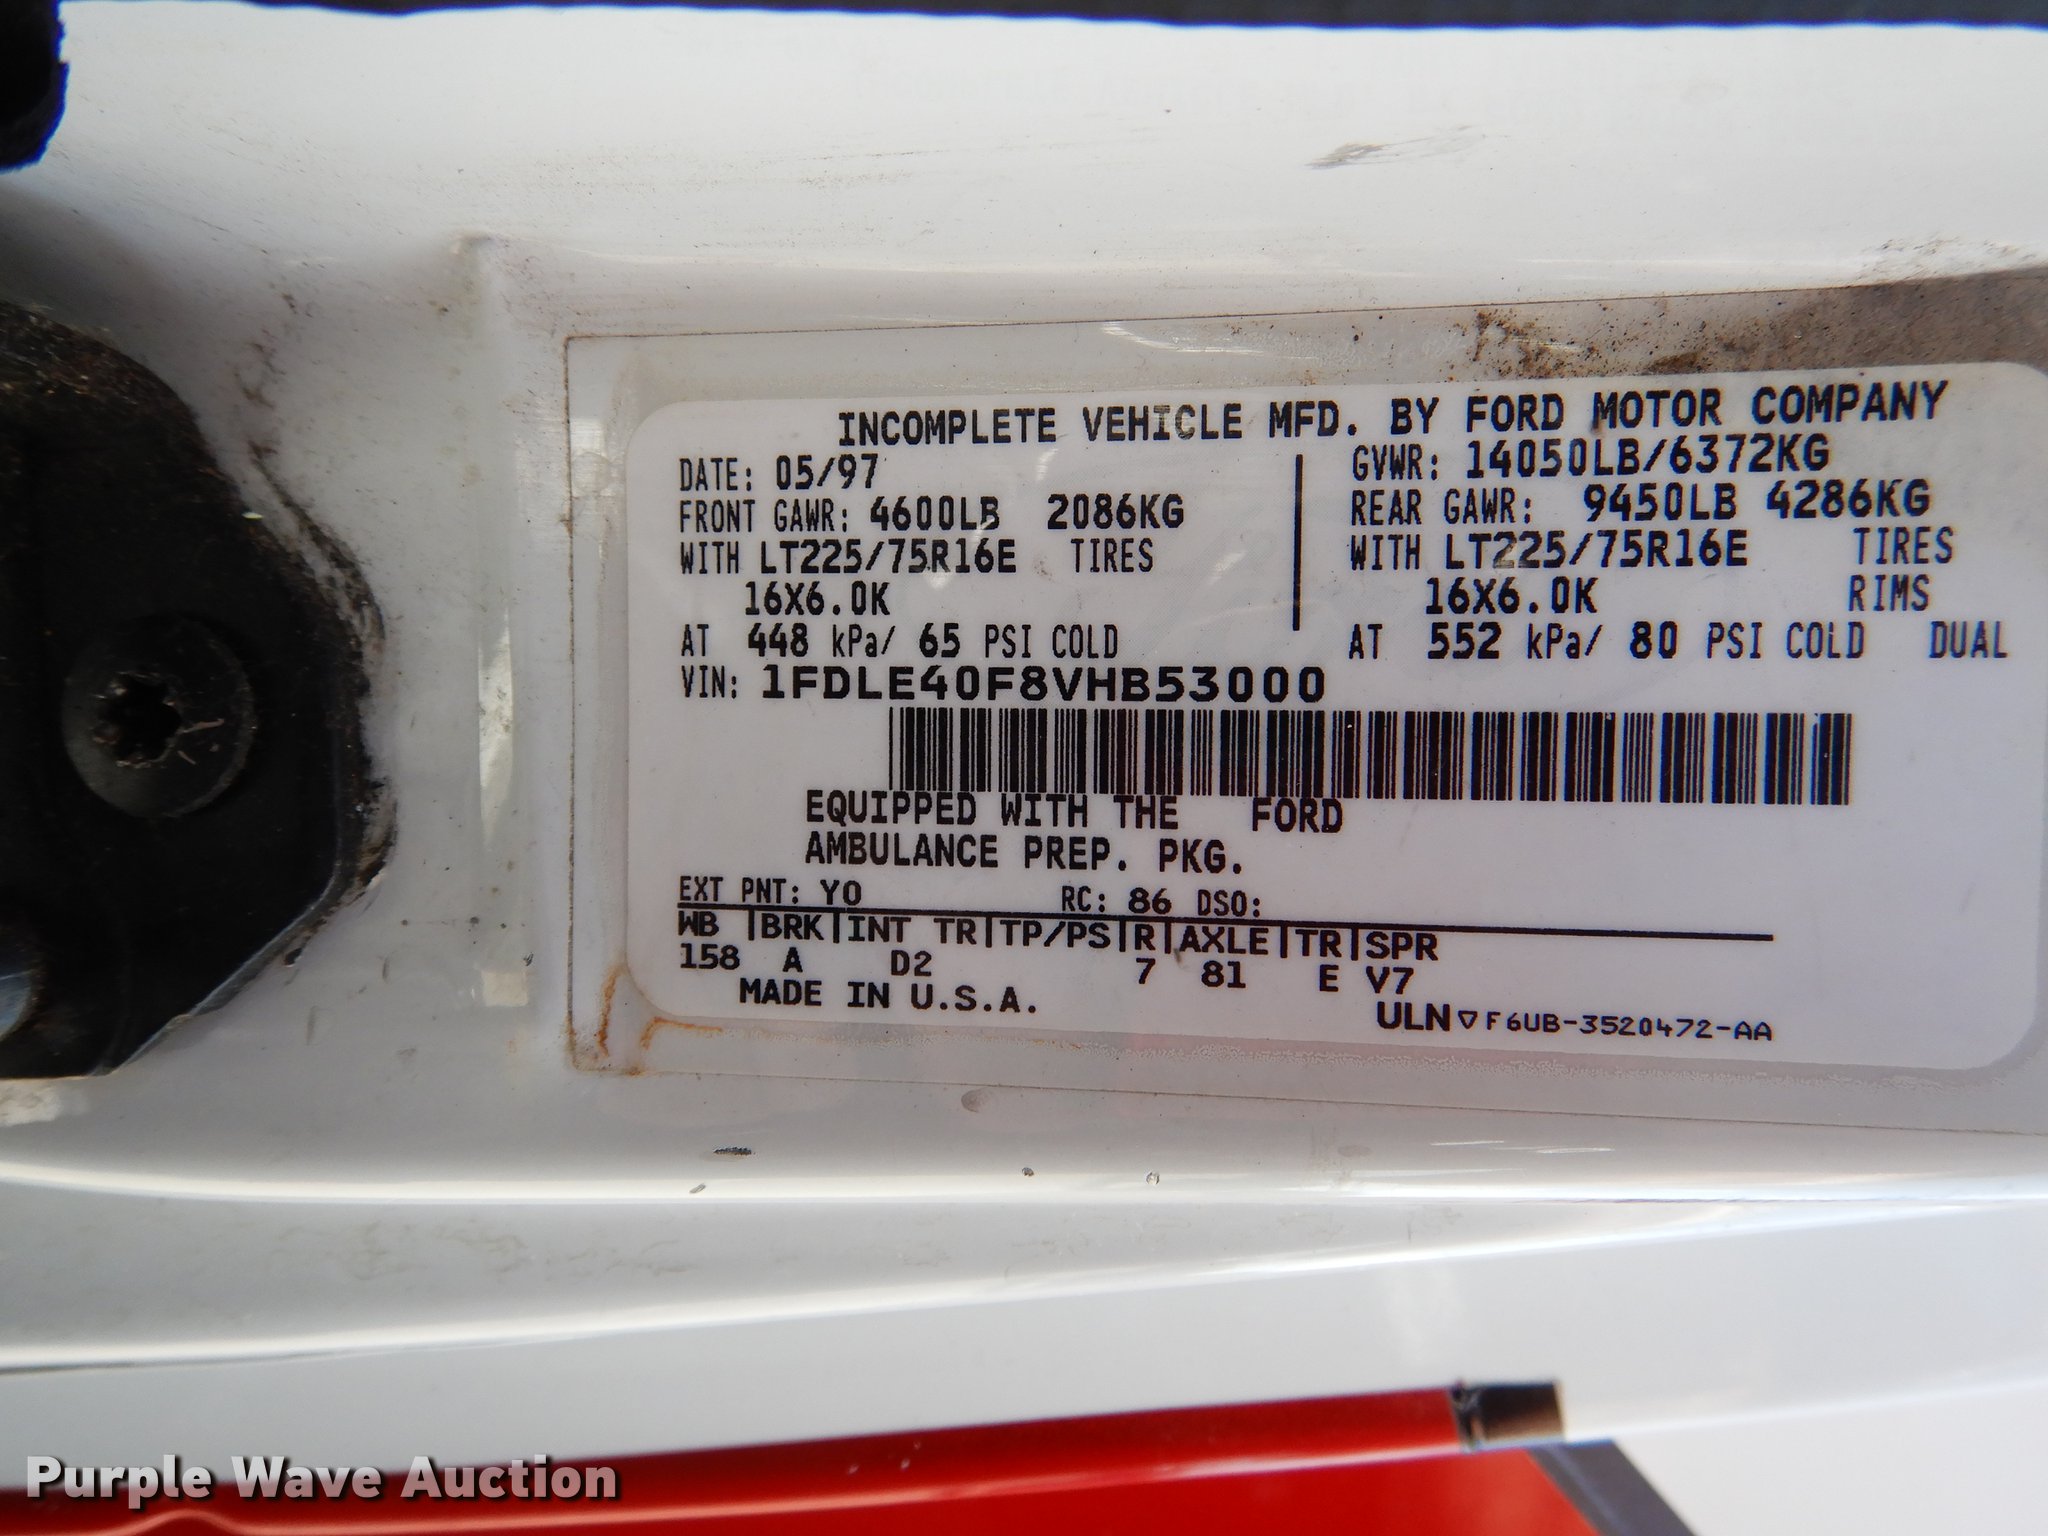 INCOMPLETE VEHICLE MFD. BY FORD MOTOR COMPANY
DATE: 05/97 GVWR: 14050LB/6372KG
FRONT GAWR: 4600LB 2086KG REAR GAWR: 9450LB 4286KG
WITH LT225/75R16E TIRES WITH LT225/75R16E TIRES
16X6.0K 16X6.0K RIMS
AT 448 kPa/ 65 PSI COLD AT 552 kPa/ 80 PSI COLD DUAL
VIN: 1FDLE40F8VHB53000
EQUIPPED WITH THE FORD
AMBULANCE PREP. PKG.
EXT PNT: YO RC: 86 DSO:
WB |BRK|INT TR|TP/PS|R|AXLE|TR|SPR
158 A D2 7 81 E V7
MADE IN U.S.A.
ULN ▽ F6UB-3520472-AA
Purple Wave Auction